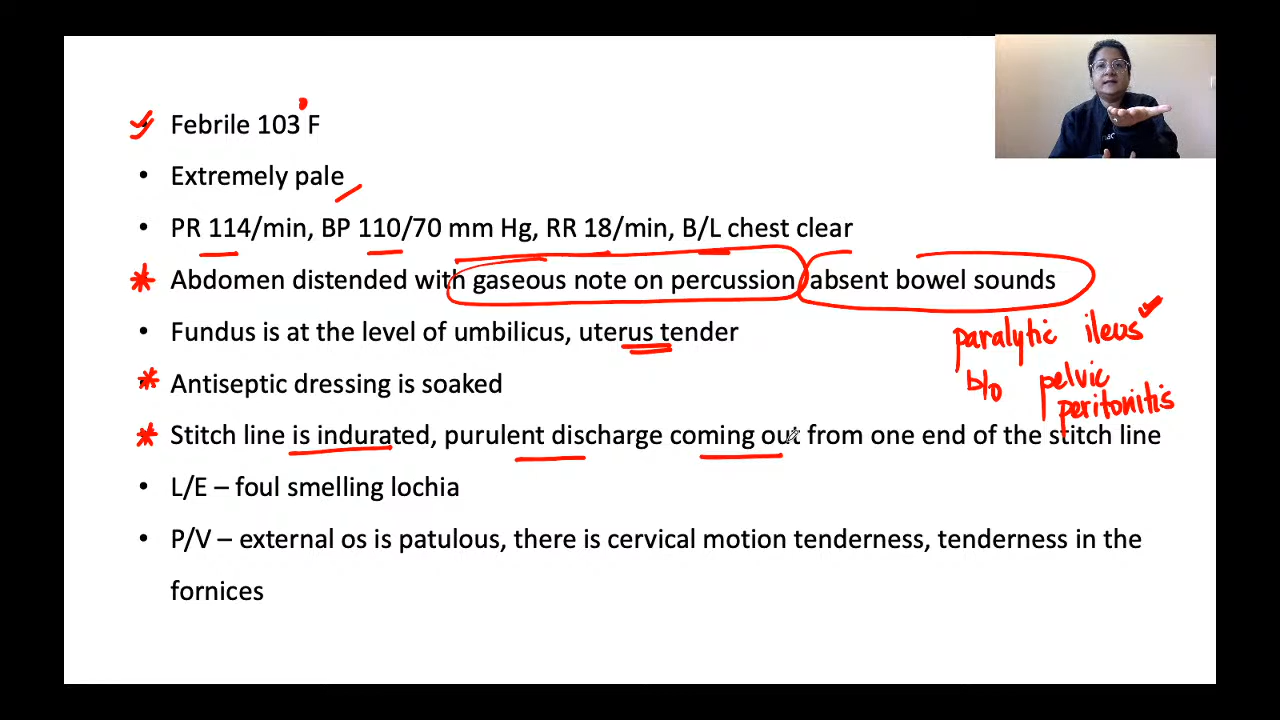 Febrile 103°F
• Extremely pale
• PR 114/min, BP 110/70 mm Hg, RR 18/min, B/L chest clear
Abdomen distended with gaseous note on percussion absent bowel sounds
• Fundus is at the level of umbilicus, uterus tender
paralytic ileus
Antiseptic dressing is soaked
b/o pelvic
peritonitis
Stitch line is indurated, purulent discharge coming out from one end of the stitch line
• L/E – foul smelling lochia
• P/V – external os is patulous, there is cervical motion tenderness, tenderness in the
fornices